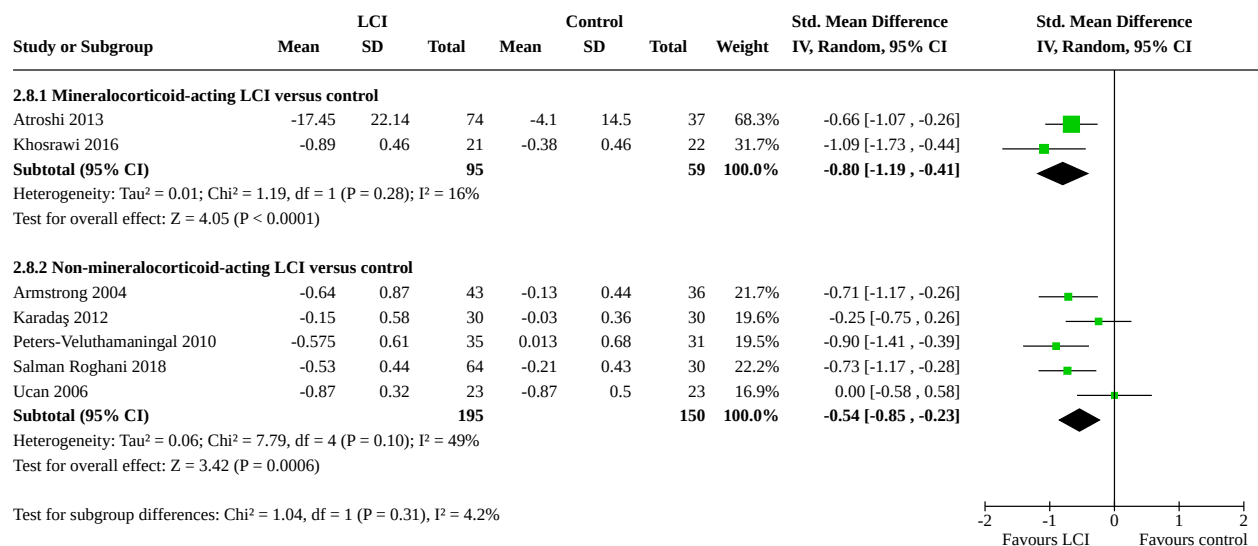 LCI Control Std. Mean Difference Std. Mean Difference
Study or Subgroup Mean SD Total Mean SD Total Weight IV, Random, 95% CI IV, Random, 95% CI
2.8.1 Mineralocorticoid-acting LCI versus control
Atroshi 2013 -17.45 22.14 74 -4.1 14.5 37 68.3% -0.66 [-1.07 , -0.26]
Khosrawi 2016 -0.89 0.46 21 -0.38 0.46 22 31.7% -1.09 [-1.73 , -0.44]
Subtotal (95% CI) 95 59 100.0% -0.80 [-1.19 , -0.41]
Heterogeneity: Tau² = 0.01; Chi² = 1.19, df = 1 (P = 0.28); I² = 16%
Test for overall effect: Z = 4.05 (P < 0.0001)
2.8.2 Non-mineralocorticoid-acting LCI versus control
Armstrong 2004 -0.64 0.87 43 -0.13 0.44 36 21.7% -0.71 [-1.17 , -0.26]
Karadaş 2012 -0.15 0.58 30 -0.03 0.36 30 19.6% -0.25 [-0.75 , 0.26]
Peters-Veluthamaningal 2010 -0.575 0.61 35 0.013 0.68 31 19.5% -0.90 [-1.41 , -0.39]
Salman Roghani 2018 -0.53 0.44 64 -0.21 0.43 30 22.2% -0.73 [-1.17 , -0.28]
Ucan 2006 -0.87 0.32 23 -0.87 0.5 23 16.9% 0.00 [-0.58 , 0.58]
Subtotal (95% CI) 195 150 100.0% -0.54 [-0.85 , -0.23]
Heterogeneity: Tau² = 0.06; Chi² = 7.79, df = 4 (P = 0.10); I² = 49%
Test for overall effect: Z = 3.42 (P = 0.0006)
Test for subgroup differences: Chi² = 1.04, df = 1 (P = 0.31), I² = 4.2%
-2 -1 0 1 2
Favours LCI Favours control